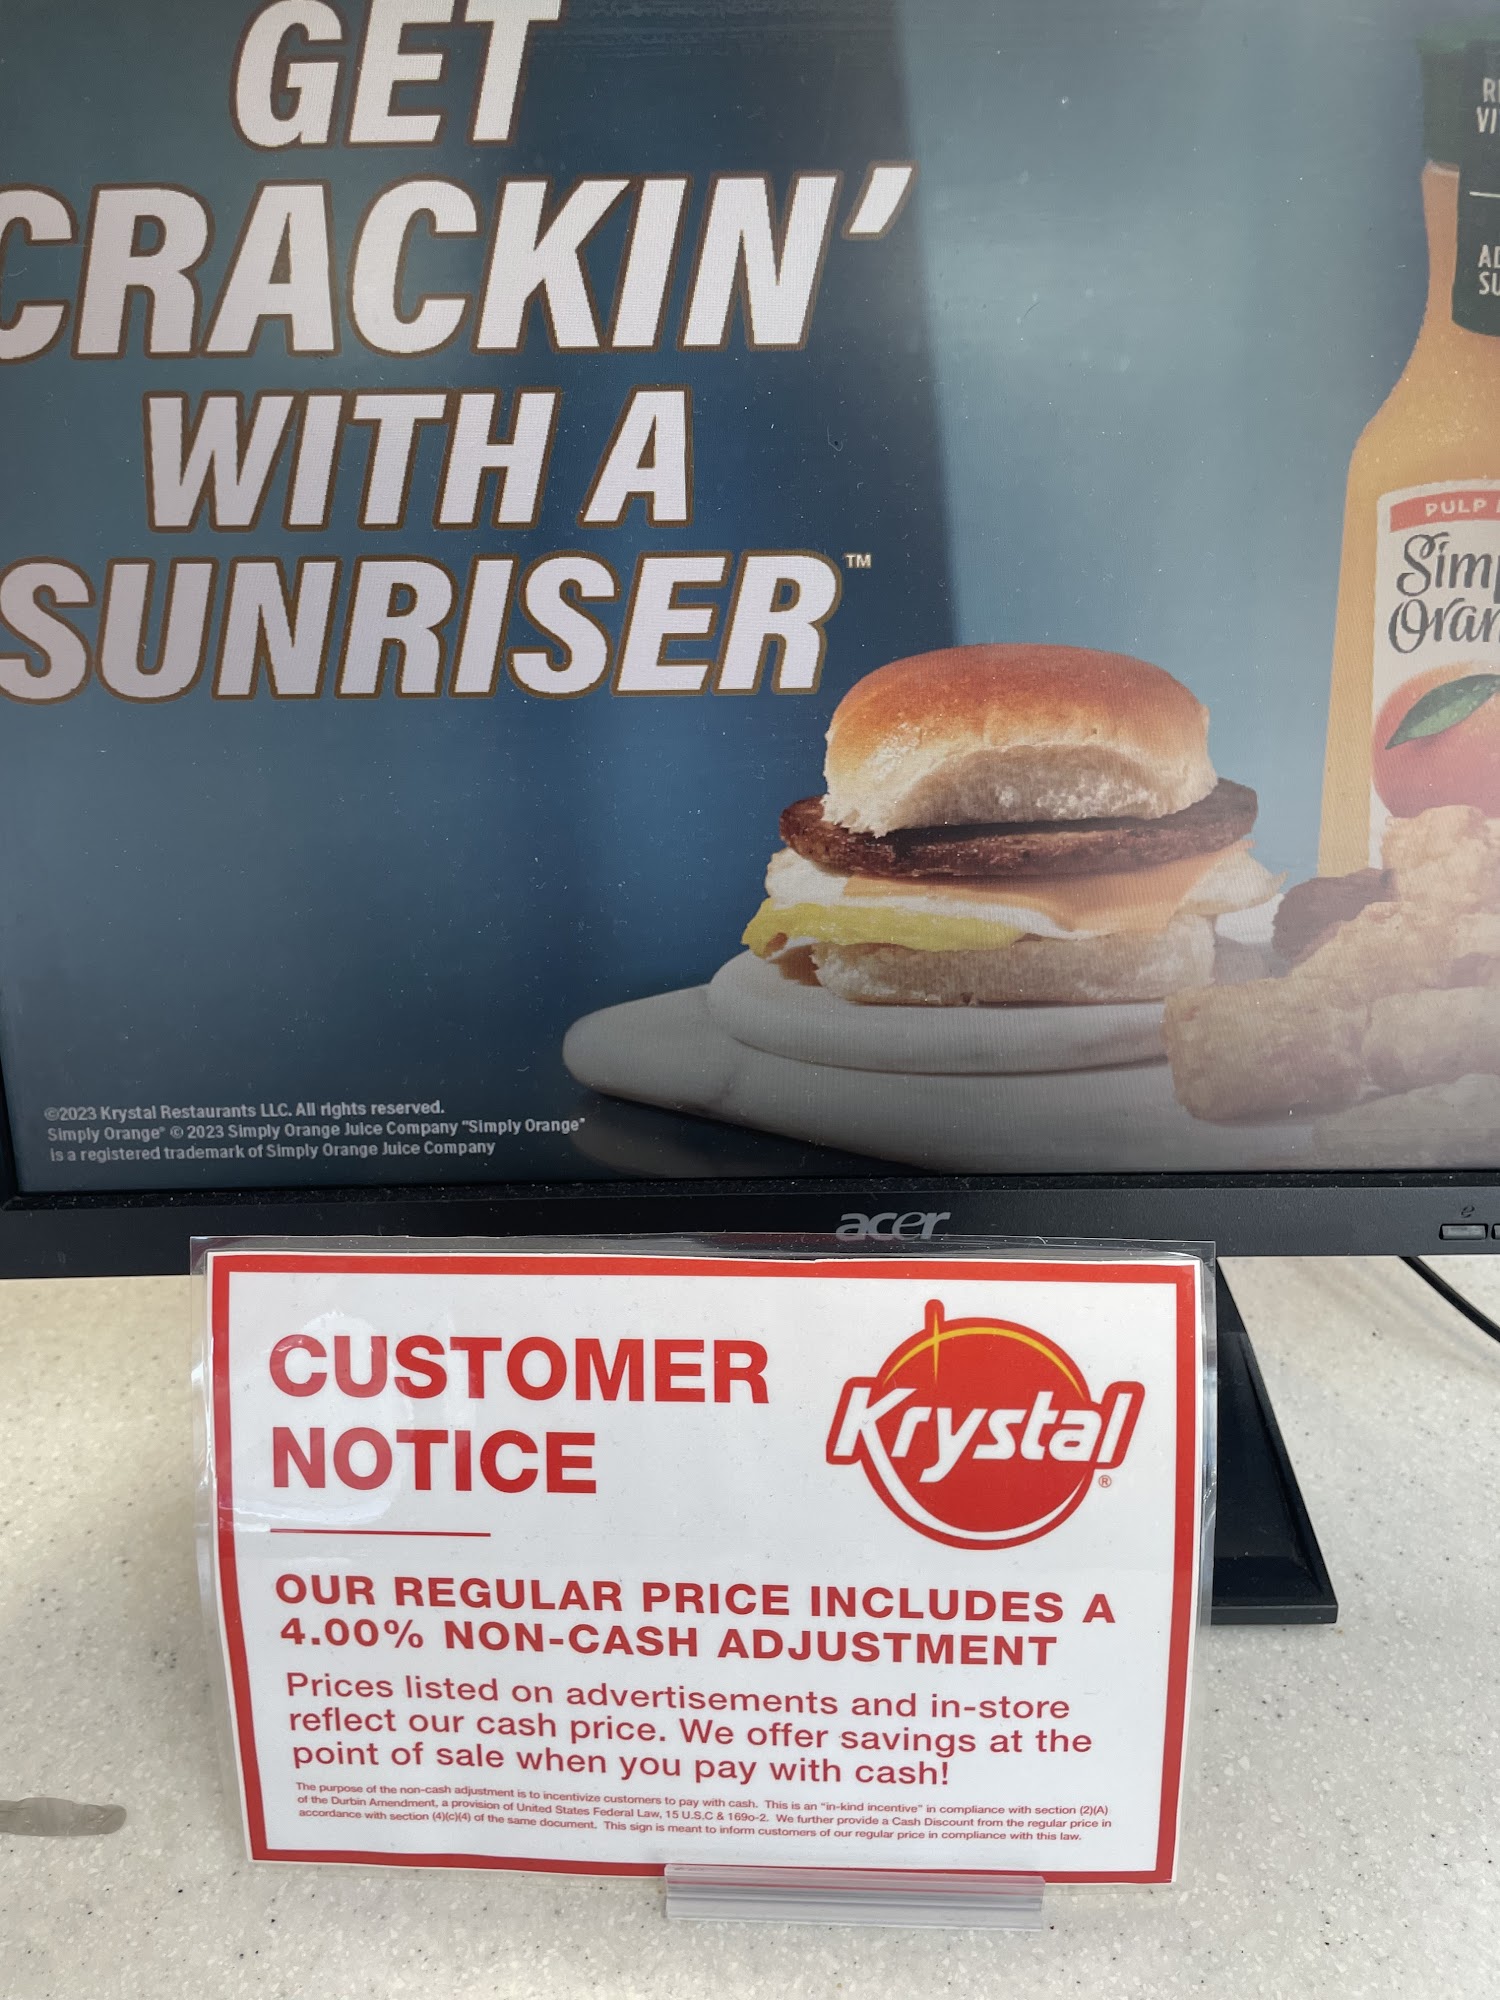 GET
CRACKIN'
WITH A
SUNRISER™
PULP
©2023 Krystal Restaurants LLC. All rights reserved.
Simply Orange® © 2023 Simply Orange Juice Company "Simply Orange"
is a registered trademark of Simply Orange Juice Company
acer
CUSTOMER
NOTICE
Krystal®
OUR REGULAR PRICE INCLUDES A
4.00% NON-CASH ADJUSTMENT
Prices listed on advertisements and in-store
reflect our cash price. We offer savings at the
point of sale when you pay with cash!
The purpose of the non-cash adjustment is to incentivize customers to pay with cash. This is an "in-kind incentive" in compliance with section (2)(A)
of the Durbin Amendment, a provision of United States Federal Law, 15 U.S.C & 169o-2. We further provide a Cash Discount from the regular price in
accordance with section (4)(c)(4) of the same document. This sign is meant to inform customers of our regular price in compliance with this law.